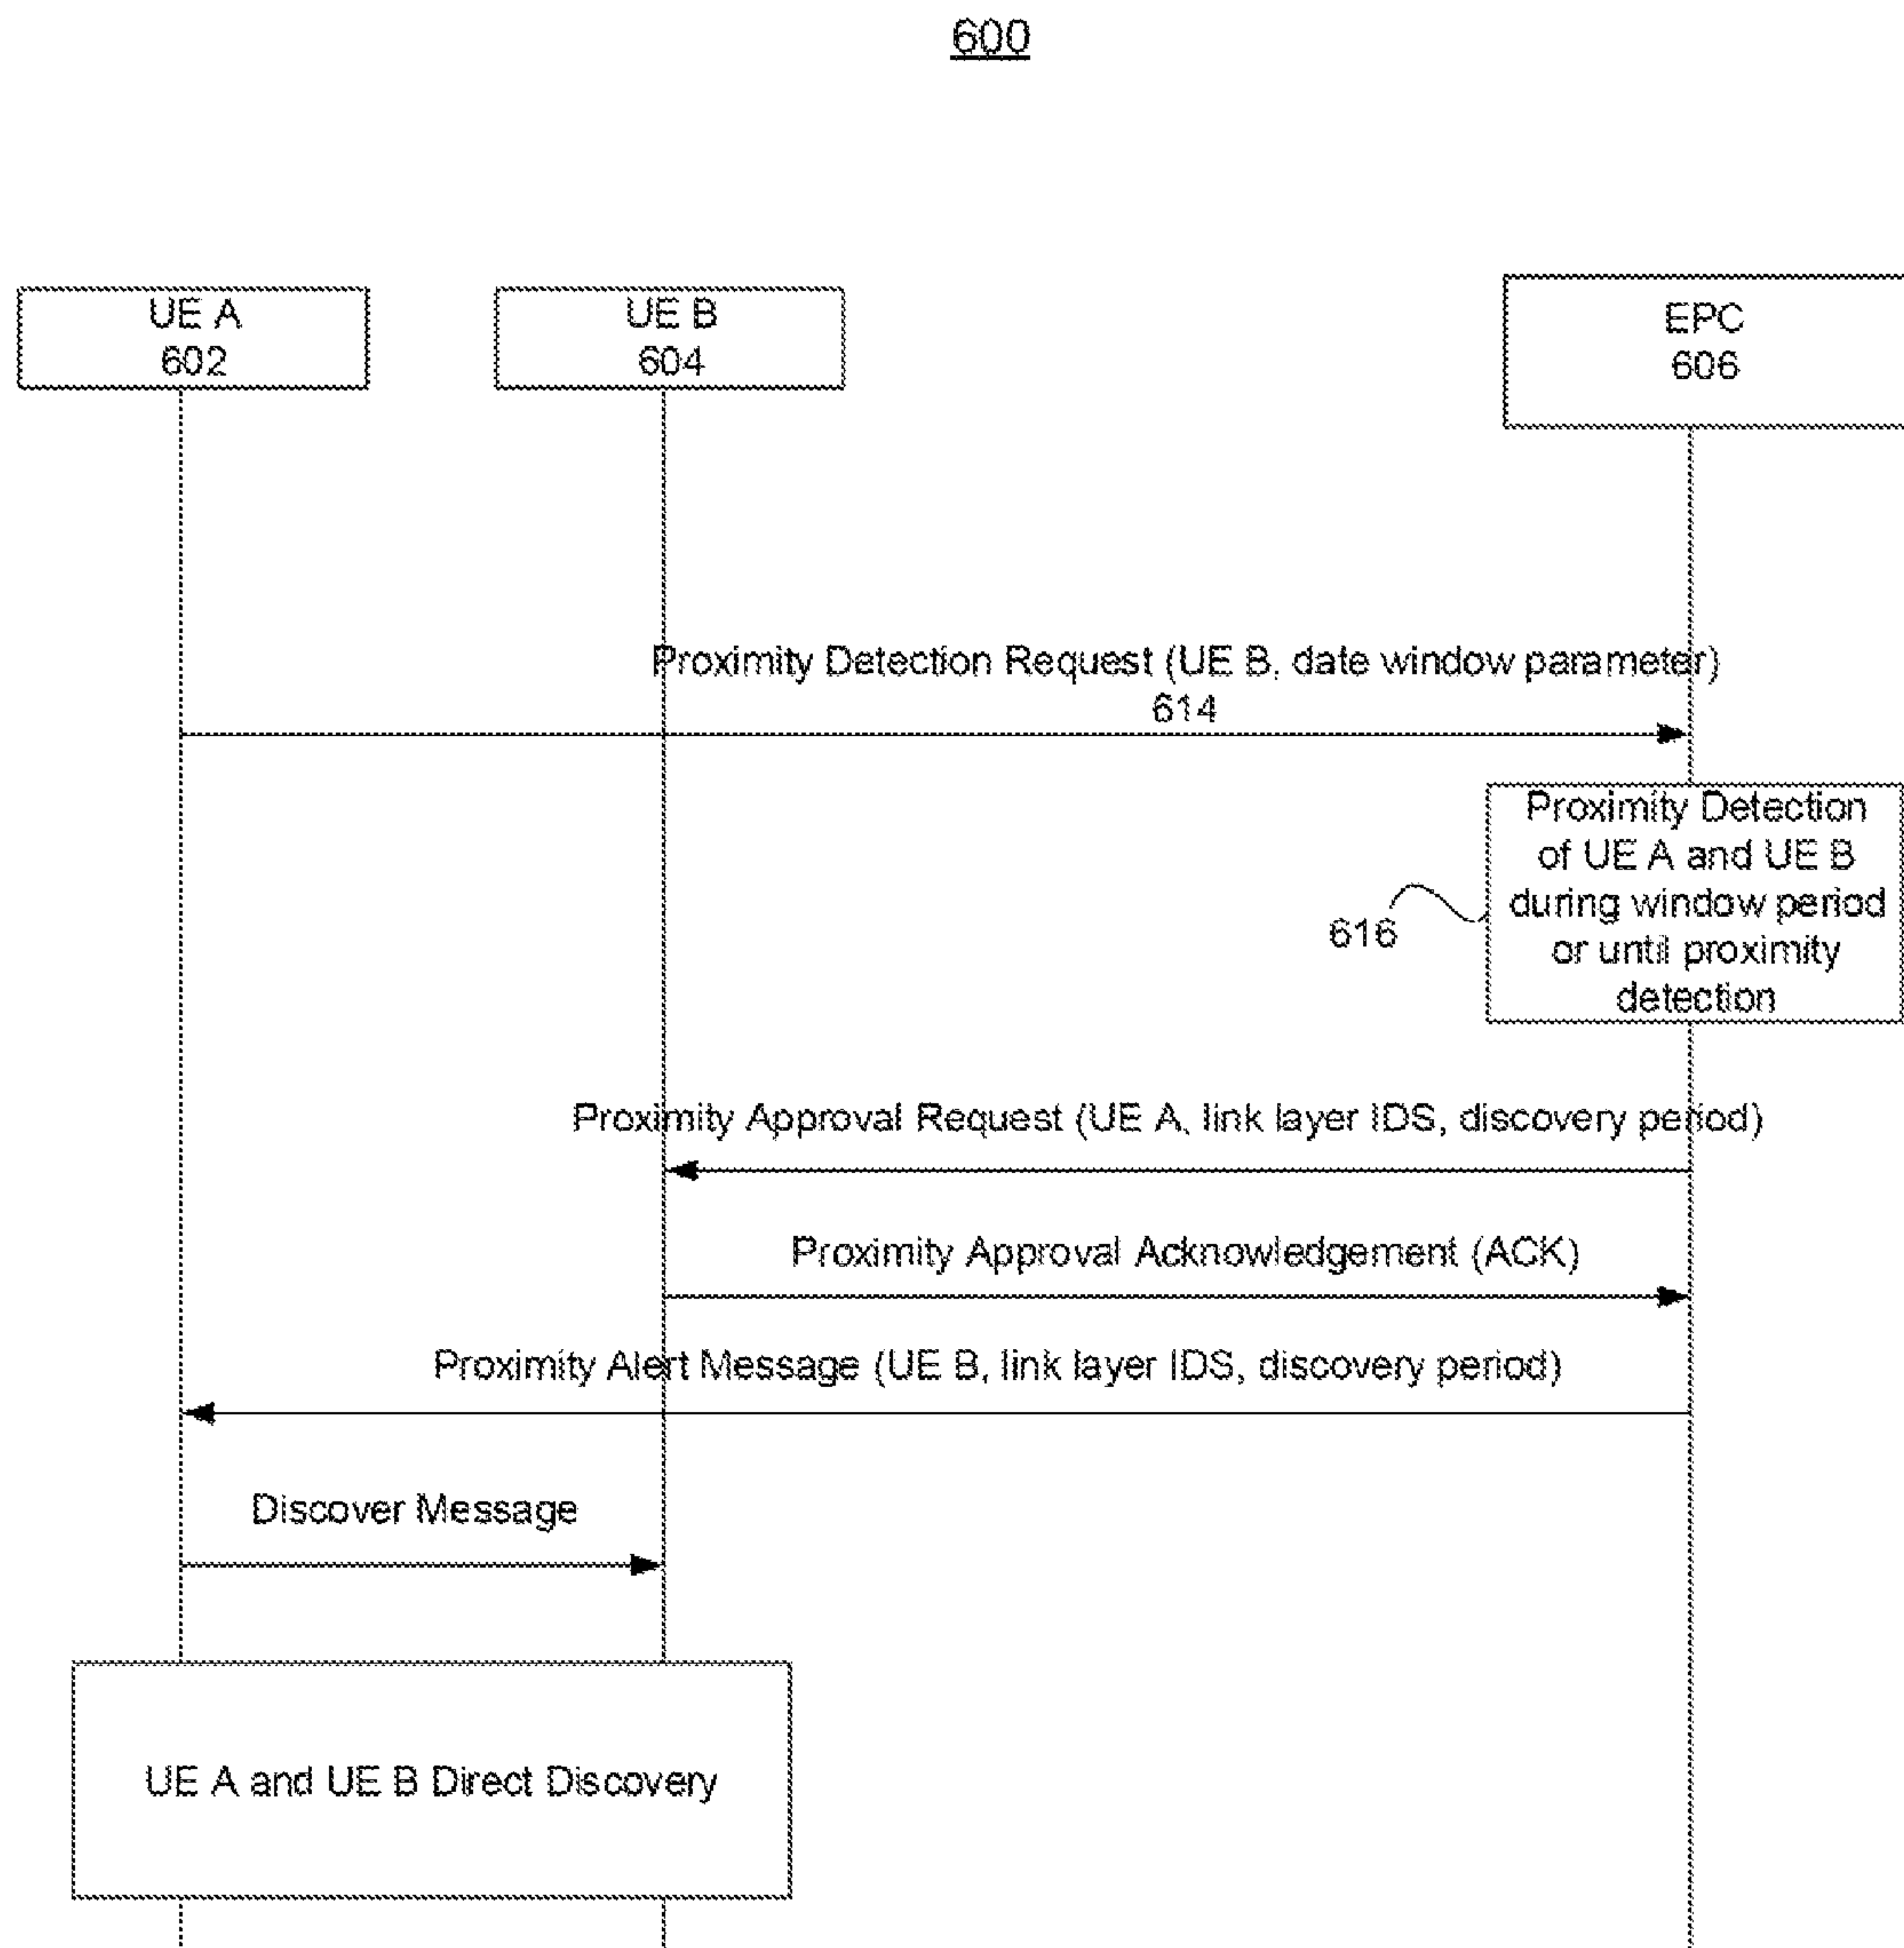 600
UE A
602
UE B
604
EPC
606
Proximity Detection Request (UE B, date window parameter)
614
Proximity Detection
of UE A and UE B
during window period
or until proximity
detection
616
Proximity Approval Request (UE A, link layer IDS, discovery period)
Proximity Approval Acknowledgement (ACK)
Proximity Alert Message (UE B, link layer IDS, discovery period)
Discover Message
UE A and UE B Direct Discovery